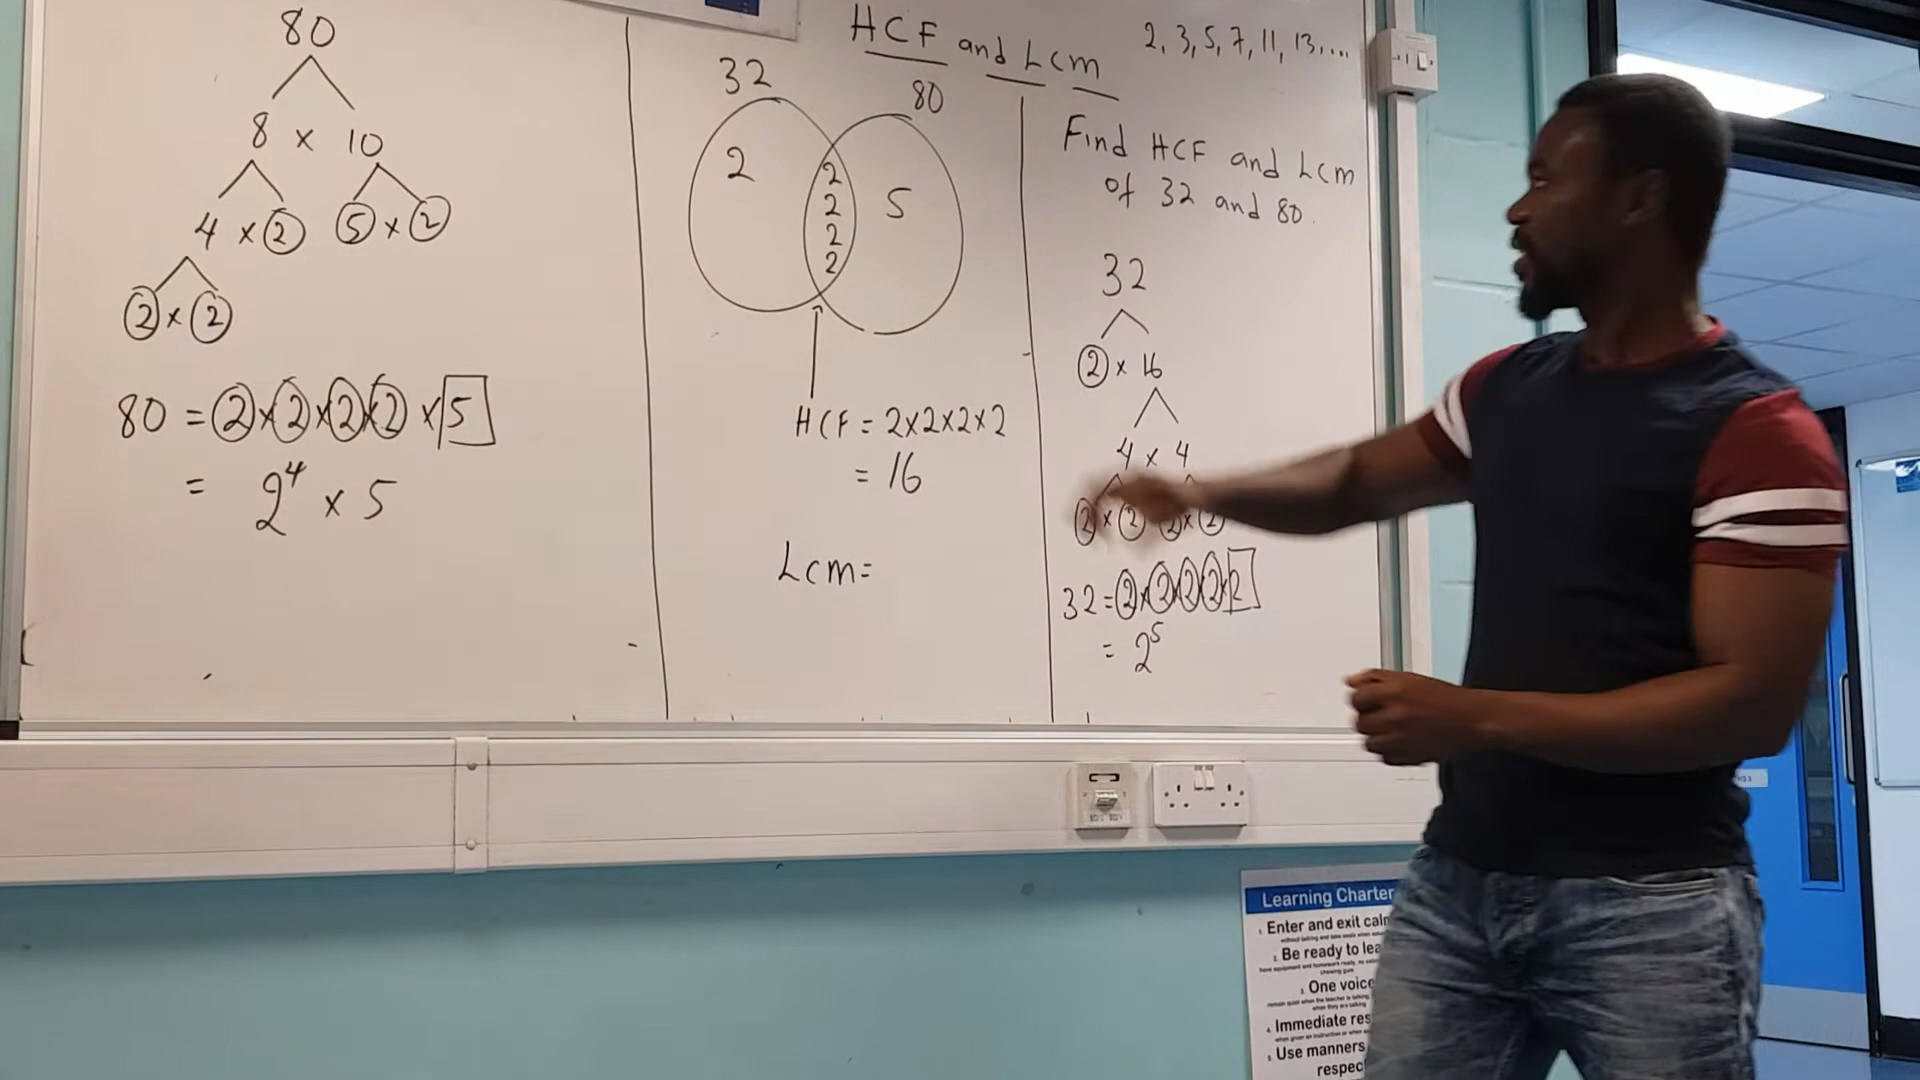 80
8 × 10
4 × 2 5 × 2
2 × 2
80 = 2×2×2×2 × 5
= 2⁴ × 5
HCF and Lcm
32
80
2
2
2
2
2
5
HCF = 2×2×2×2
= 16
Lcm=
2, 3, 5, 7, 11, 13,....
Find HCF and Lcm
of 32 and 80.
32
2 × 16
4 × 4
2 × 2 2 × 2
32 = 2×2×2×2×2
= 2⁵
Learning Charter
1. Enter and exit caln
2. Be ready to lea
3. One voice
4. Immediate res
5. Use manners
respec